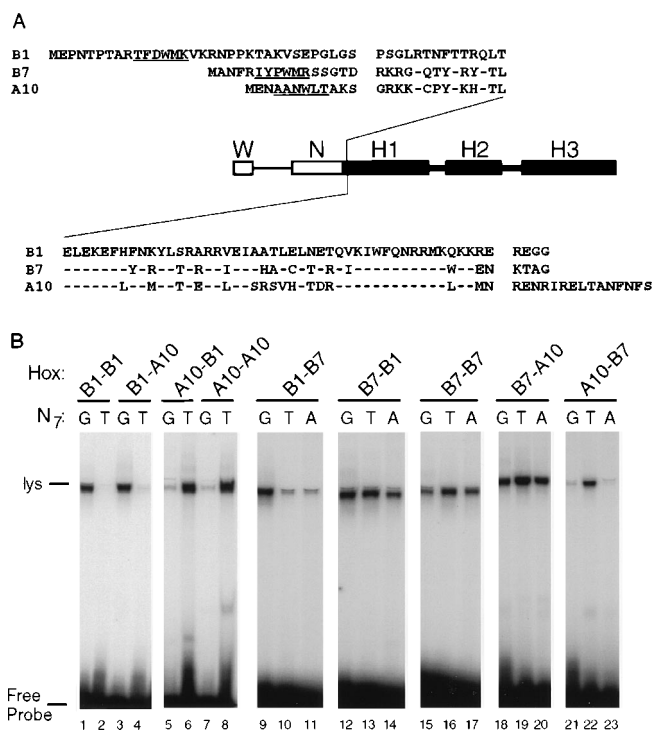 A
B1 MEPNTPTARTFDWMKVKRNPPKTAKVSEPGLGS PSGLRTNFTTRQLT
B7 MANFRIYPWMRSSGTD RKRG-QTY-RY-TL
A10 MENAANWLTAKS GRKK-CPY-KH-TL
W N H1 H2 H3
B1 ELEKEFHFNKYLSRARRVEIAATLELNETQVKIWFQNRRMKQKKRE REGG
B7 ------Y-R--T-R--I--HA-C-T-R-I-----------W--EN KTAG
A10 ------L--M--T-E--L--SRSVH-TDR------------L--MN RENRIRELTANFNFS
B
Hox: B1-B1 B1-A10 A10-B1 A10-A10 B1-B7 B7-B1 B7-B7 B7-A10 A10-B7
N7: G T G T G T G T G T A G T A G T A G T A G T A
lys
Free
Probe
1 2 3 4 5 6 7 8 9 10 11 12 13 14 15 16 17 18 19 20 21 22 23